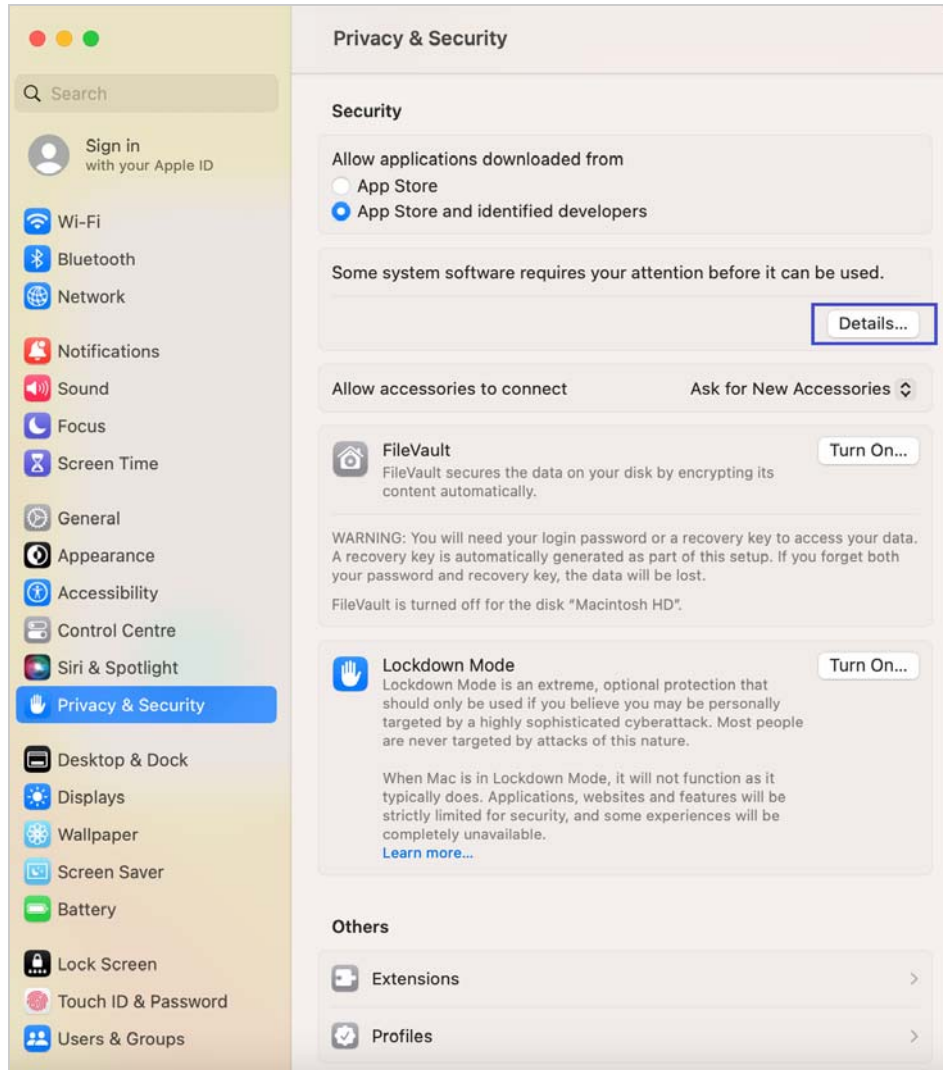 Privacy & Security
Search
Sign in
with your Apple ID
Wi-Fi
Bluetooth
Network
Notifications
Sound
Focus
Screen Time
General
Appearance
Accessibility
Control Centre
Siri & Spotlight
Privacy & Security
Desktop & Dock
Displays
Wallpaper
Screen Saver
Battery
Lock Screen
Touch ID & Password
Users & Groups
Security
Allow applications downloaded from
App Store
App Store and identified developers
Some system software requires your attention before it can be used.
Details...
Allow accessories to connect
Ask for New Accessories
FileVault
Turn On...
FileVault secures the data on your disk by encrypting its
content automatically.
WARNING: You will need your login password or a recovery key to access your data.
A recovery key is automatically generated as part of this setup. If you forget both
your password and recovery key, the data will be lost.
FileVault is turned off for the disk “Macintosh HD”.
Lockdown Mode
Turn On...
Lockdown Mode is an extreme, optional protection that
should only be used if you believe you may be personally
targeted by a highly sophisticated cyberattack. Most people
are never targeted by attacks of this nature.
When Mac is in Lockdown Mode, it will not function as it
typically does. Applications, websites and features will be
strictly limited for security, and some experiences will be
completely unavailable.
Learn more...
Others
Extensions
Profiles